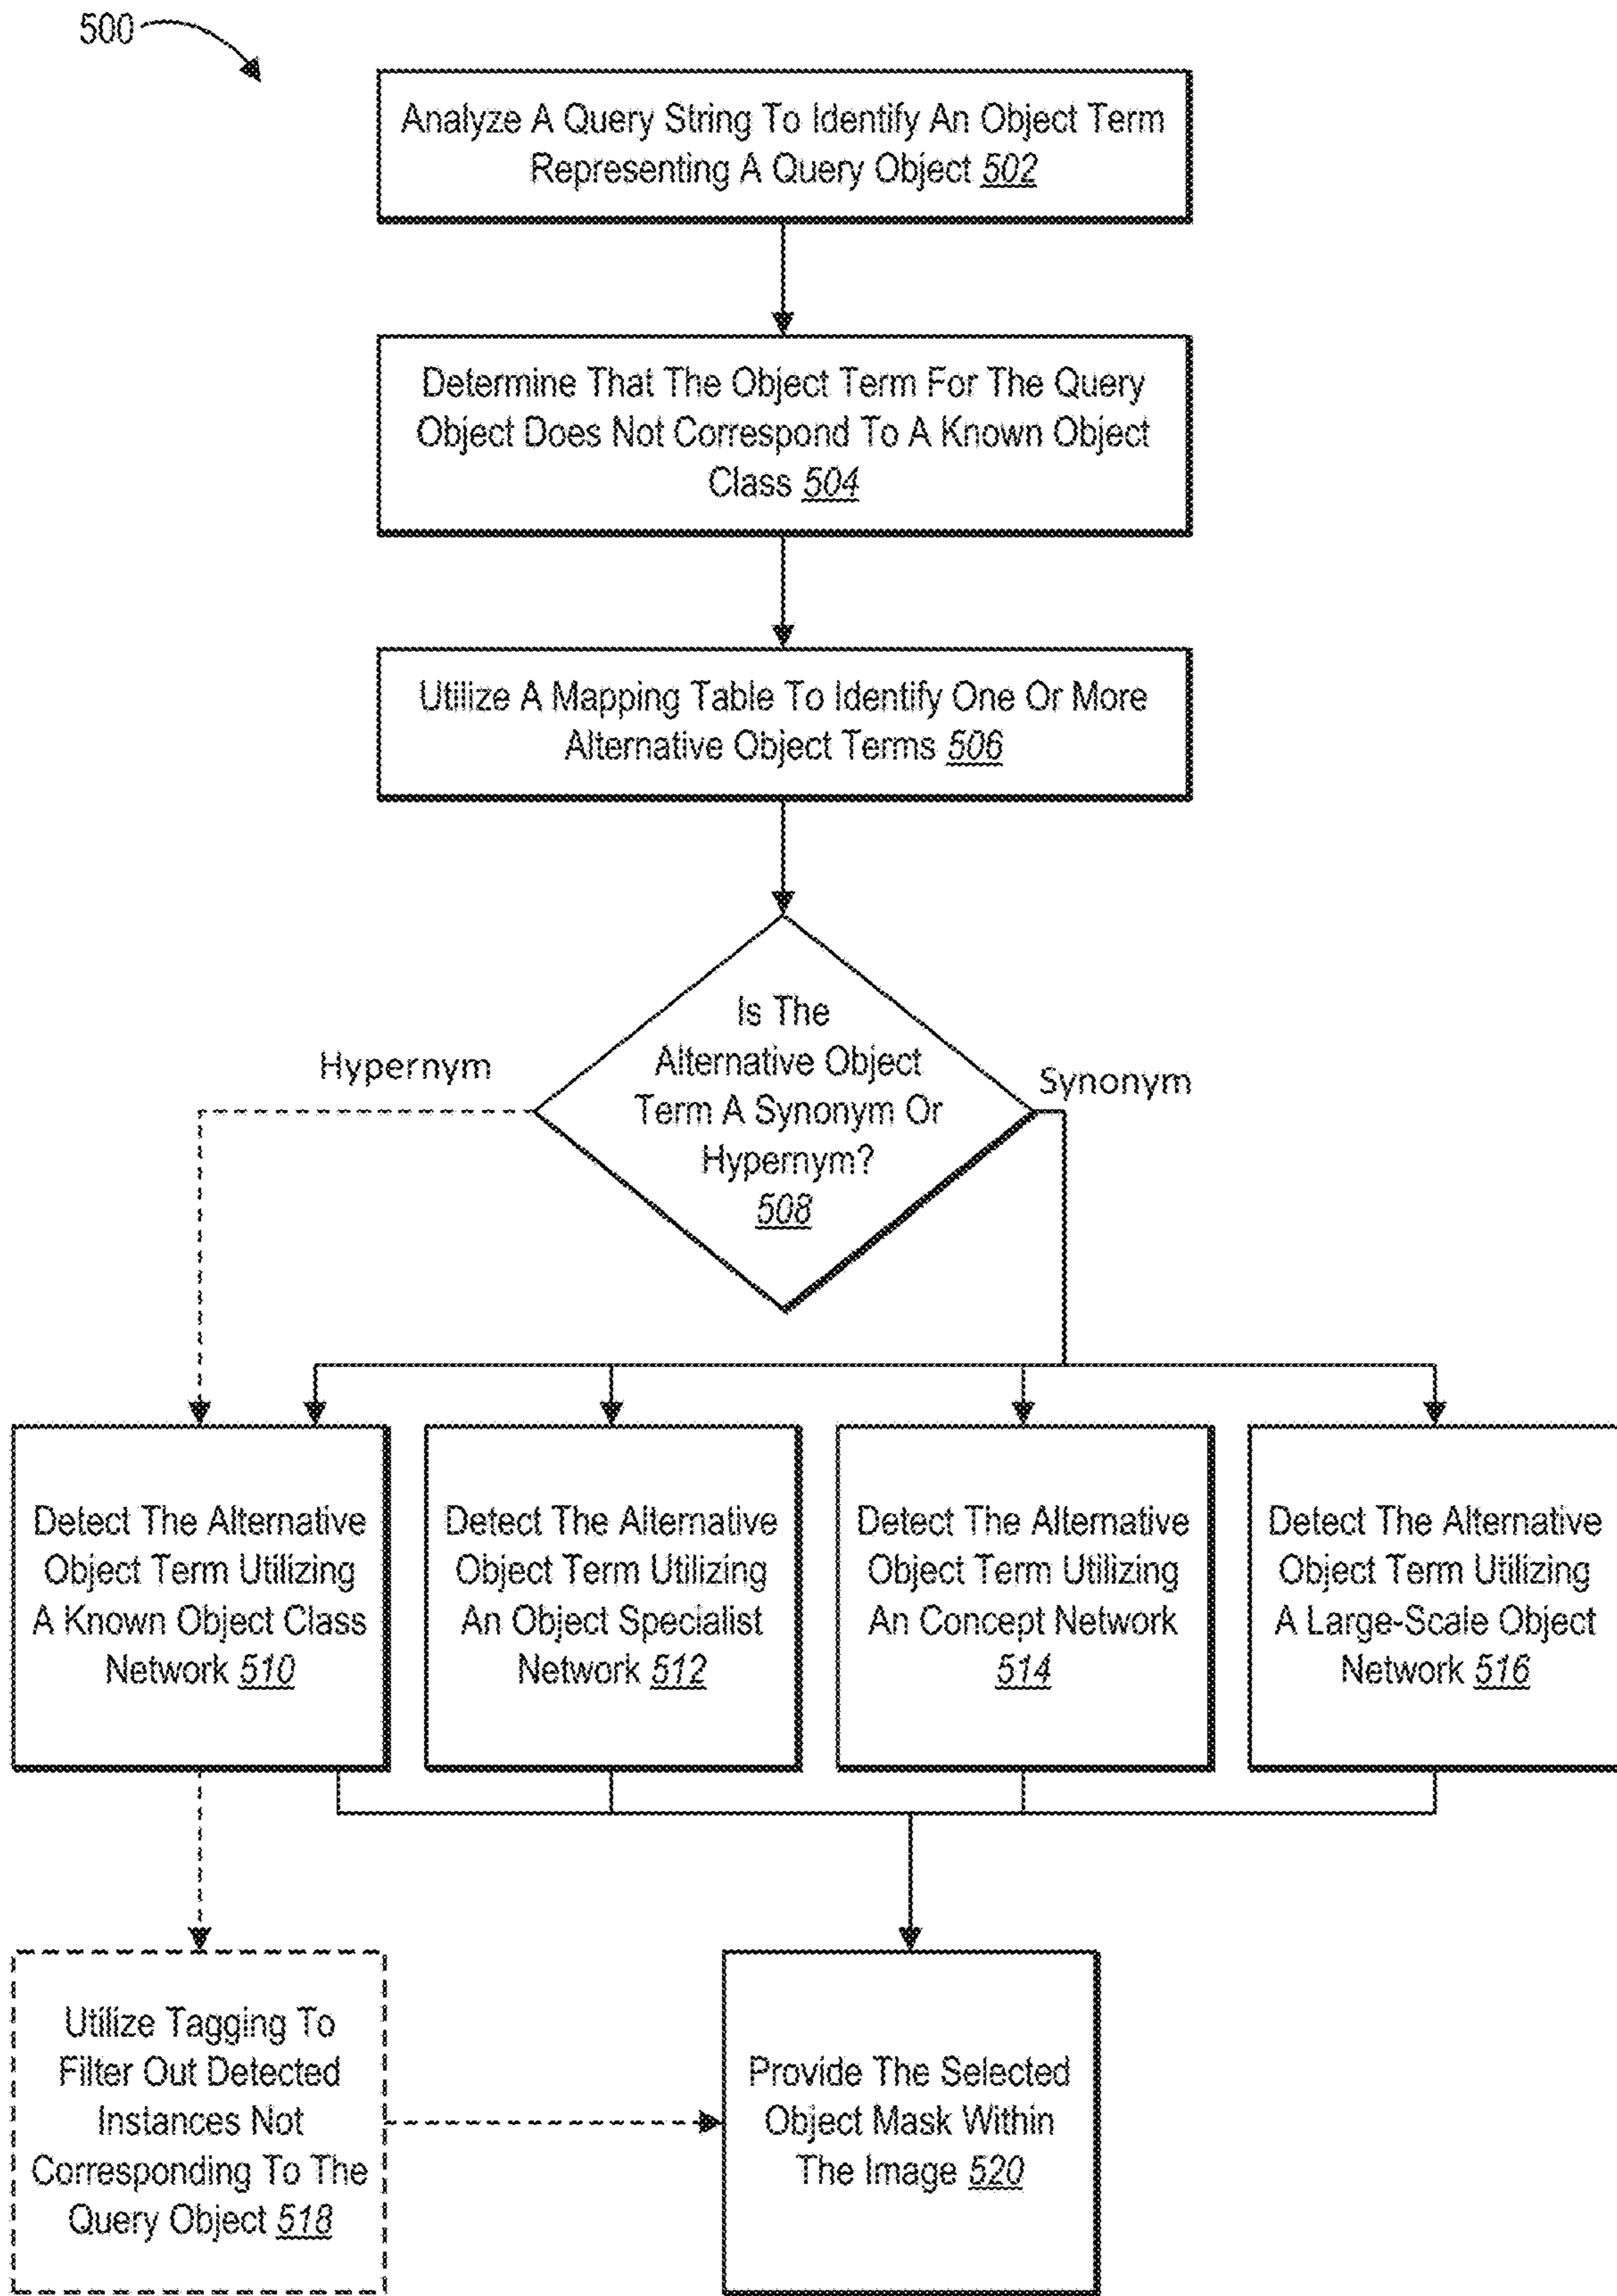 500
Analyze A Query String To Identify An Object Term
Representing A Query Object 502
Determine That The Object Term For The Query
Object Does Not Correspond To A Known Object
Class 504
Utilize A Mapping Table To Identify One Or More
Alternative Object Terms 506
Is The
Alternative Object
Term A Synonym Or
Hypernym?
508
Hypernym
Synonym
Detect The Alternative
Object Term Utilizing
A Known Object Class
Network 510
Detect The Alternative
Object Term Utilizing
An Object Specialist
Network 512
Detect The Alternative
Object Term Utilizing
An Concept Network
514
Detect The Alternative
Object Term Utilizing
A Large-Scale Object
Network 516
Utilize Tagging To
Filter Out Detected
Instances Not
Corresponding To The
Query Object 518
Provide The Selected
Object Mask Within
The Image 520